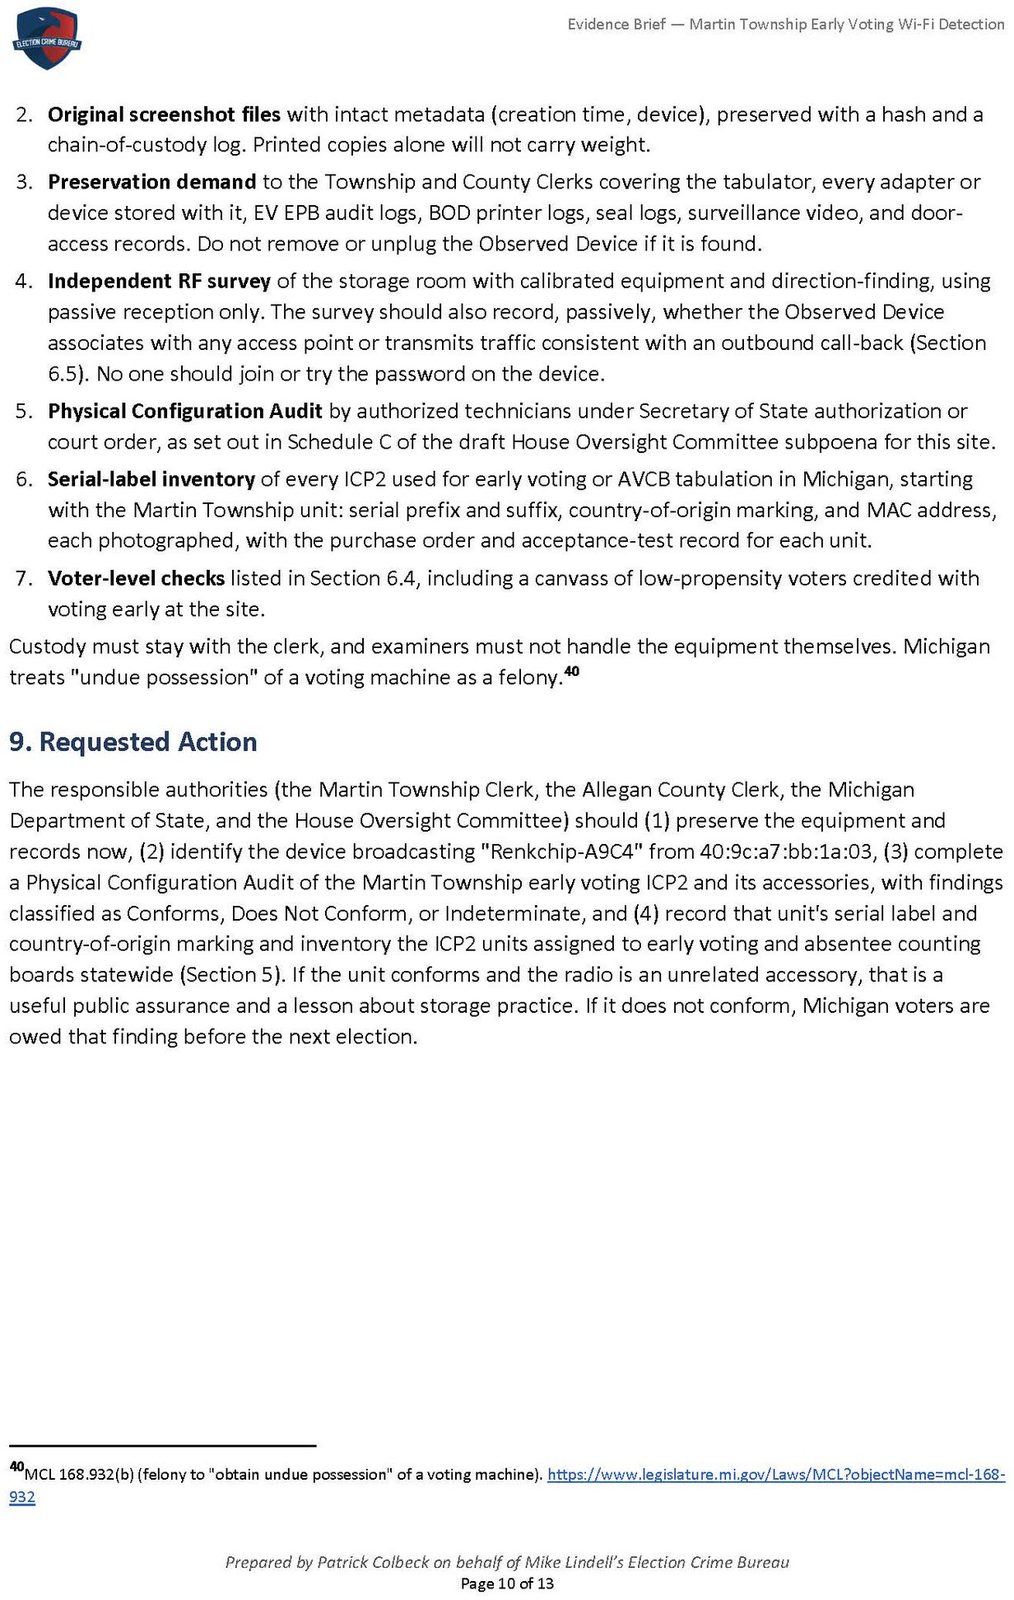 ELECTION CRIME BUREAU
Evidence Brief — Martin Township Early Voting Wi-Fi Detection
2. Original screenshot files with intact metadata (creation time, device), preserved with a hash and a
chain-of-custody log. Printed copies alone will not carry weight.
3. Preservation demand to the Township and County Clerks covering the tabulator, every adapter or
device stored with it, EV EPB audit logs, BOD printer logs, seal logs, surveillance video, and door-
access records. Do not remove or unplug the Observed Device if it is found.
4. Independent RF survey of the storage room with calibrated equipment and direction-finding, using
passive reception only. The survey should also record, passively, whether the Observed Device
associates with any access point or transmits traffic consistent with an outbound call-back (Section
6.5). No one should join or try the password on the device.
5. Physical Configuration Audit by authorized technicians under Secretary of State authorization or
court order, as set out in Schedule C of the draft House Oversight Committee subpoena for this site.
6. Serial-label inventory of every ICP2 used for early voting or AVCB tabulation in Michigan, starting
with the Martin Township unit: serial prefix and suffix, country-of-origin marking, and MAC address,
each photographed, with the purchase order and acceptance-test record for each unit.
7. Voter-level checks listed in Section 6.4, including a canvass of low-propensity voters credited with
voting early at the site.
Custody must stay with the clerk, and examiners must not handle the equipment themselves. Michigan
treats "undue possession" of a voting machine as a felony.40
9. Requested Action
The responsible authorities (the Martin Township Clerk, the Allegan County Clerk, the Michigan
Department of State, and the House Oversight Committee) should (1) preserve the equipment and
records now, (2) identify the device broadcasting "Renkchip-A9C4" from 40:9c:a7:bb:1a:03, (3) complete
a Physical Configuration Audit of the Martin Township early voting ICP2 and its accessories, with findings
classified as Conforms, Does Not Conform, or Indeterminate, and (4) record that unit's serial label and
country-of-origin marking and inventory the ICP2 units assigned to early voting and absentee counting
boards statewide (Section 5). If the unit conforms and the radio is an unrelated accessory, that is a
useful public assurance and a lesson about storage practice. If it does not conform, Michigan voters are
owed that finding before the next election.
40MCL 168.932(b) (felony to "obtain undue possession" of a voting machine). https://www.legislature.mi.gov/Laws/MCL?objectName=mcl-168-
932
Prepared by Patrick Colbeck on behalf of Mike Lindell's Election Crime Bureau
Page 10 of 13